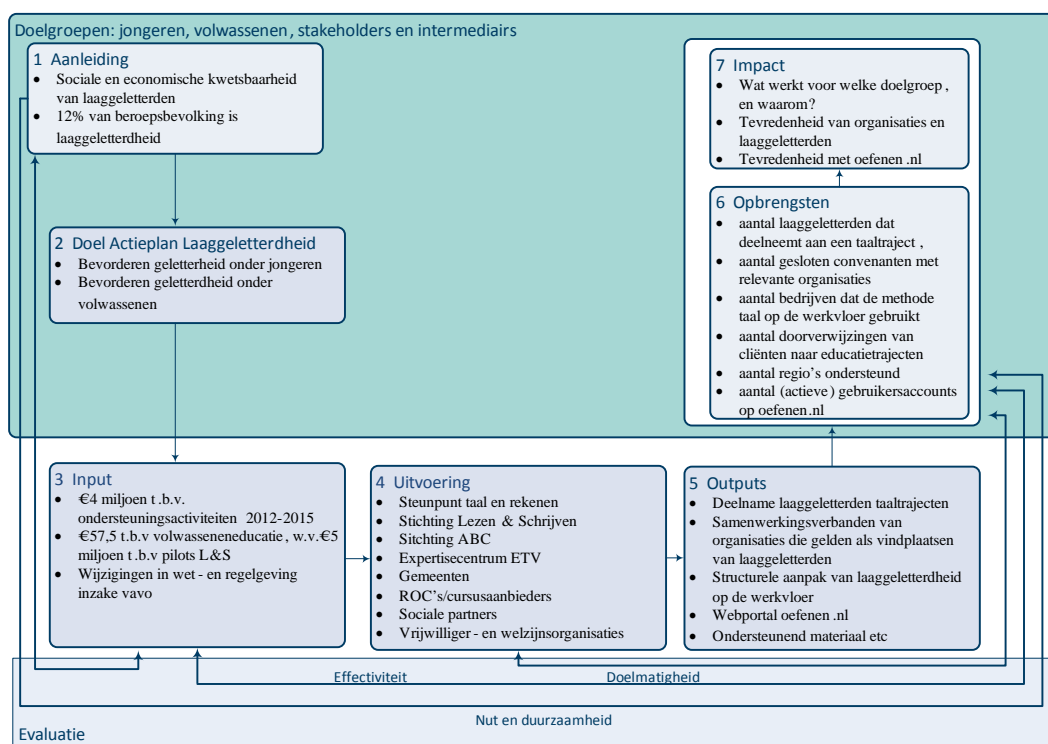 Doelgroepen: jongeren, volwassenen, stakeholders en intermediairs
1 Aanleiding
• Sociale en economische kwetsbaarheid
van laaggeletterden
• 12% van beroepsbevolking is
laaggeletterdheid
2 Doel Actieplan Laaggeletterdheid
• Bevorderen geletterheid onder jongeren
• Bevorderen geletterdheid onder
volwassenen
3 Input
• €4 miljoen t.b.v.
ondersteuningsactiviteiten 2012-2015
• €57,5 t.b.v volwasseneneducatie, w.v. €5
miljoen t.b.v pilots L&S
• Wijzigingen in wet- en regelgeving
inzake vavo
4 Uitvoering
• Steunpunt taal en rekenen
• Stichting Lezen & Schrijven
• Sitchting ABC
• Expertisecentrum ETV
• Gemeenten
• ROC's/cursusaanbieders
• Sociale partners
• Vrijwilliger- en welzijnsorganisaties
5 Outputs
• Deelname laaggeletterden taaltrajecten
• Samenwerkingsverbanden van
organisaties die gelden als vindplaatsen
van laaggeletterden
• Structurele aanpak van laaggeletterdheid
op de werkvloer
• Webportal oefenen.nl
• Ondersteunend materiaal etc
6 Opbrengsten
• aantal laaggeletterden dat
deelneemt aan een taaltraject,
• aantal gesloten convenanten met
relevante organisaties
• aantal bedrijven dat de methode
taal op de werkvloer gebruikt
• aantal doorverwijzingen van
cliënten naar educatietrajecten
• aantal regio's ondersteund
• aantal (actieve) gebruikersaccounts
op oefenen.nl
7 Impact
• Wat werkt voor welke doelgroep,
en waarom?
• Tevredenheid van organisaties en
laaggeletterden
• Tevredenheid met oefenen.nl
Effectiviteit
Doelmatigheid
Nut en duurzaamheid
Evaluatie